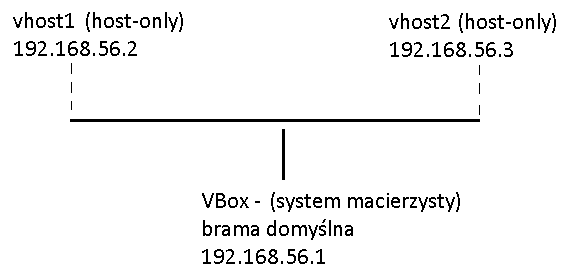 vhost1 (host-only)
192.168.56.2
vhost2 (host-only)
192.168.56.3
VBox - (system macierzysty)
brama domyślna
192.168.56.1